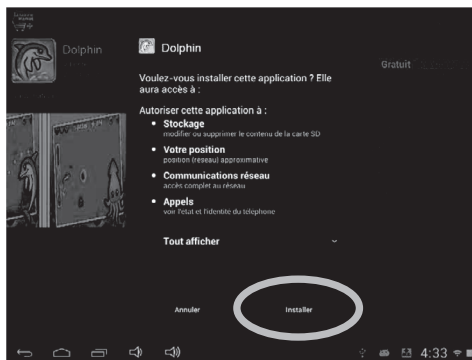 Dolphin
Dolphin
Gratuit
Voulez-vous installer cette application ? Elle
aura accès à :
Autoriser cette application à :
Stockage
modifier ou supprimer le contenu de la carte SD
Votre position
position (réseau) approximative
Communications réseau
accès complet au réseau
Appels
voir l'état et l'identité du téléphone
Tout afficher
Annuler
Installer
4:33